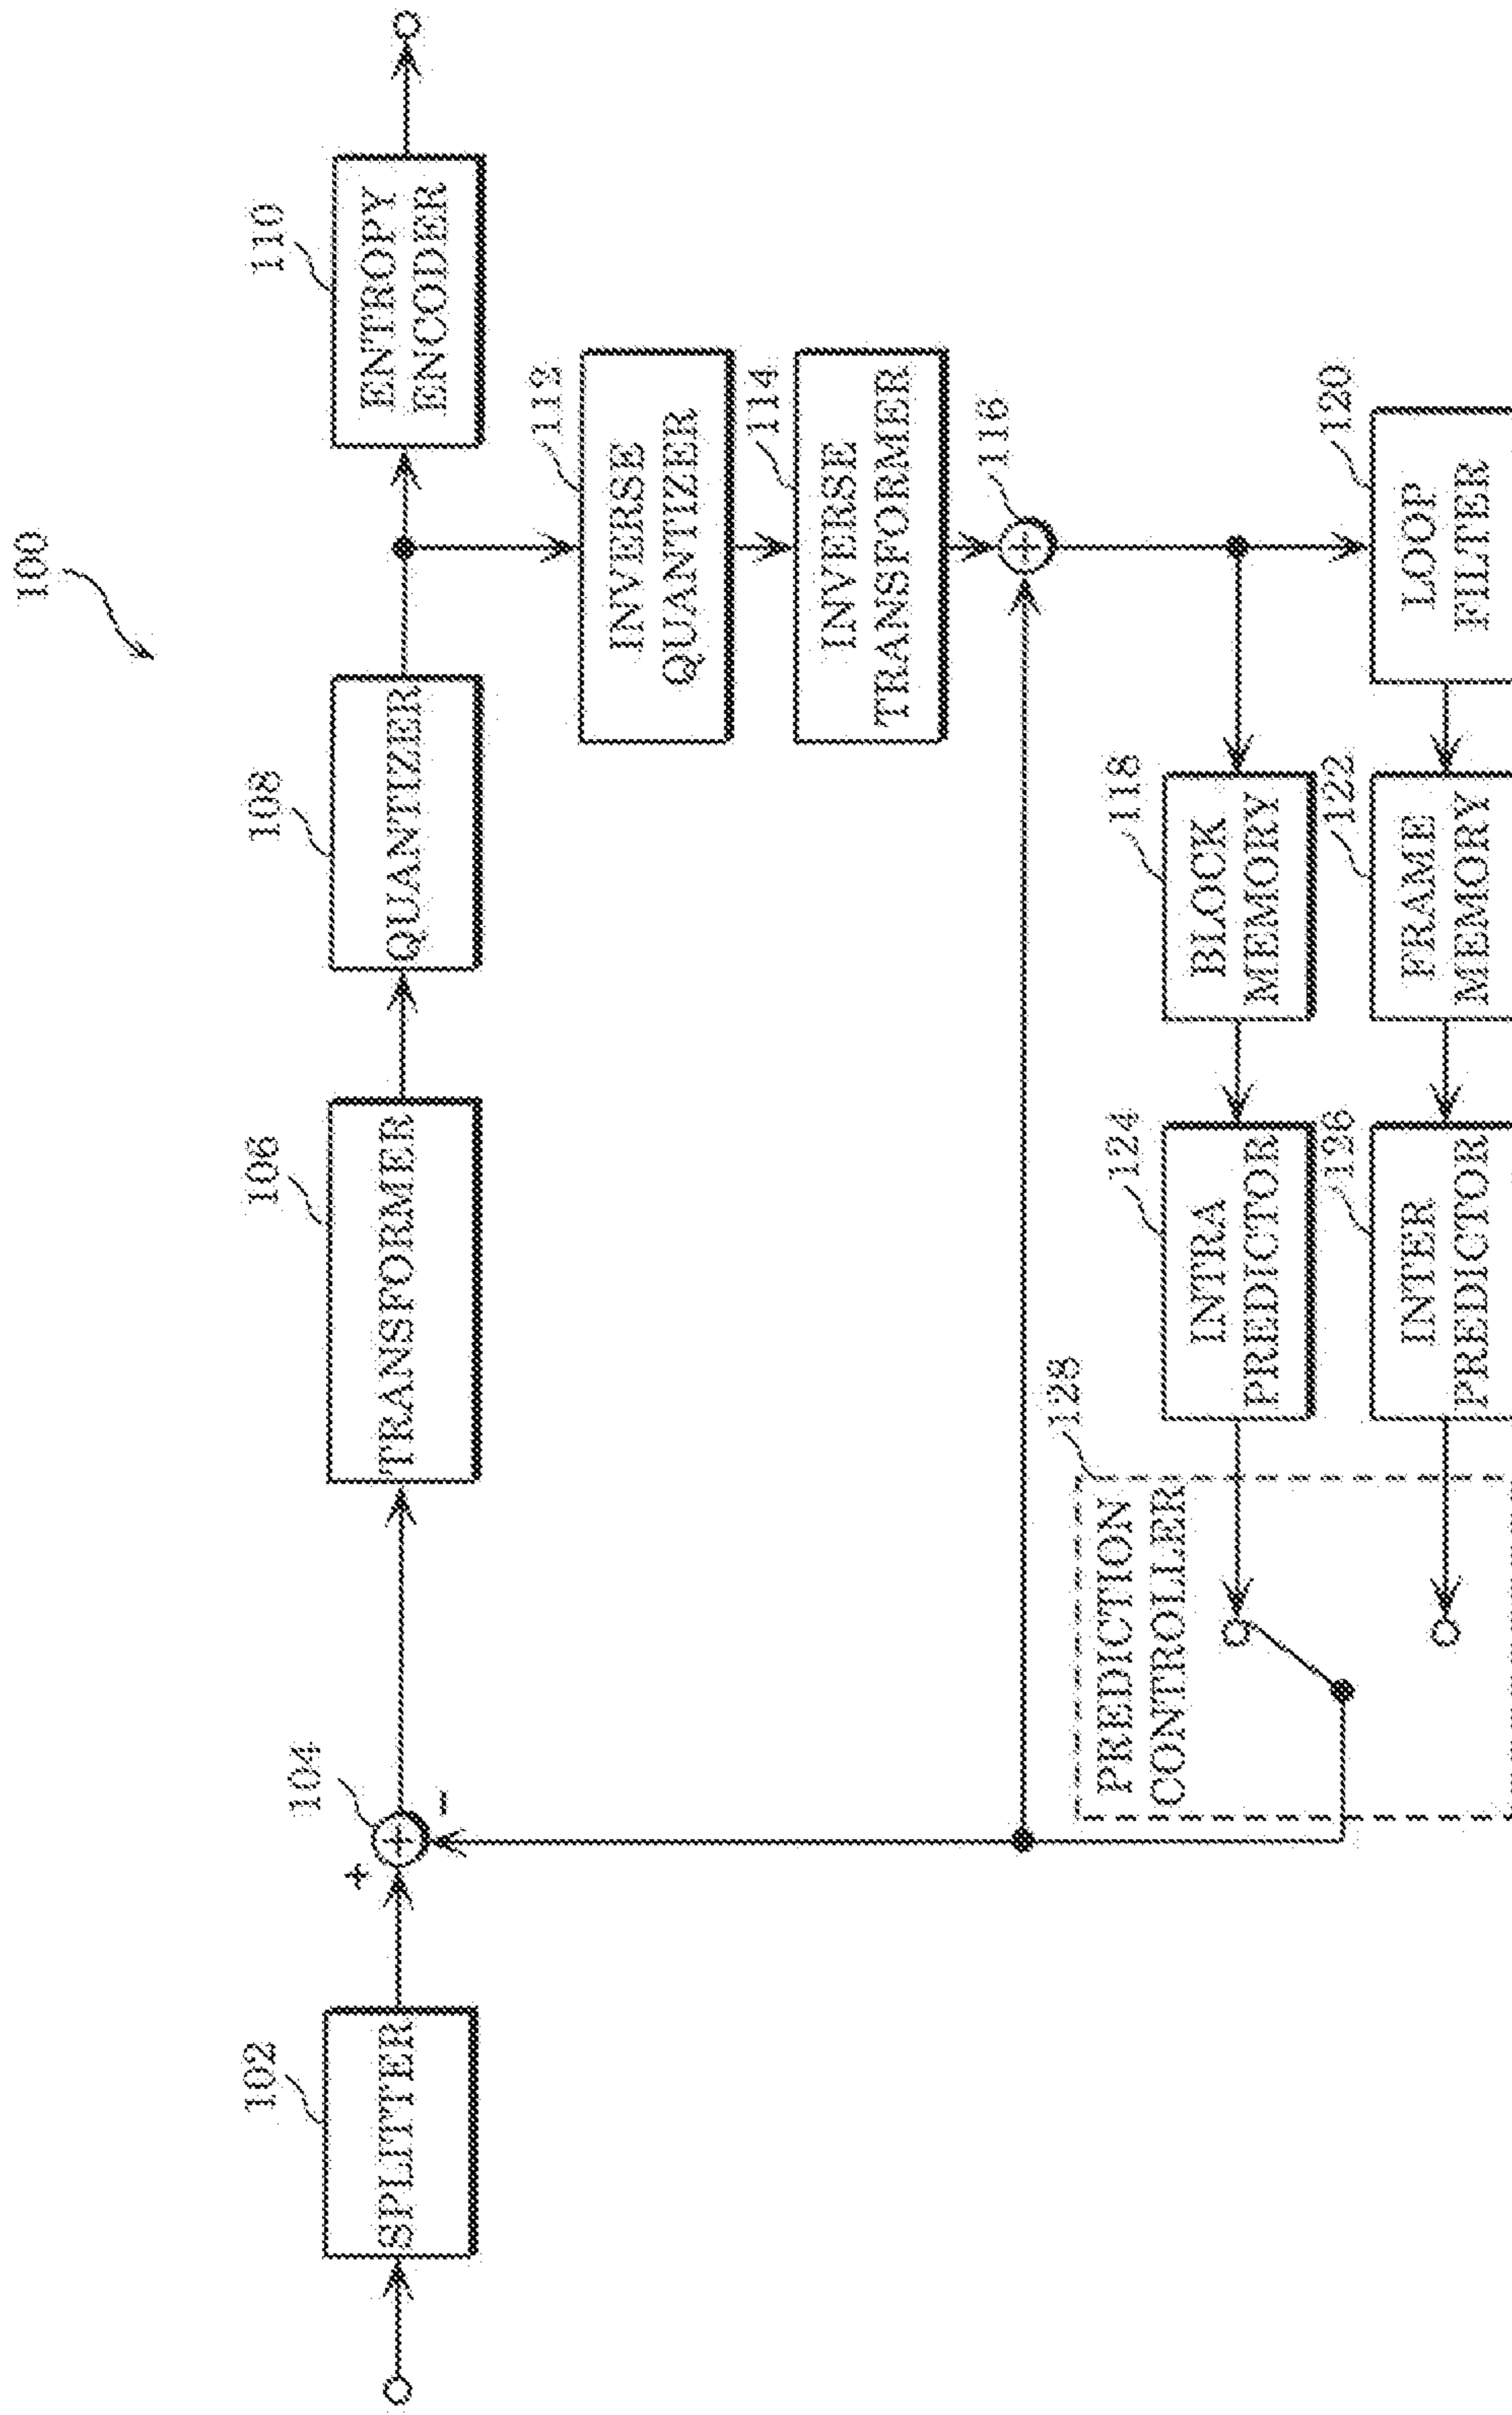 100
102
SPLITTER
104
+
-
106
TRANSFORMER
108
QUANTIZER
110
ENTROPY
ENCODER
112
INVERSE
QUANTIZER
114
INVERSE
TRANSFORMER
116
+
128
PREDICTION
CONTROLLER
124
INTRA
PREDICTOR
118
BLOCK
MEMORY
126
INTER
PREDICTOR
122
FRAME
MEMORY
120
LOOP
FILTER